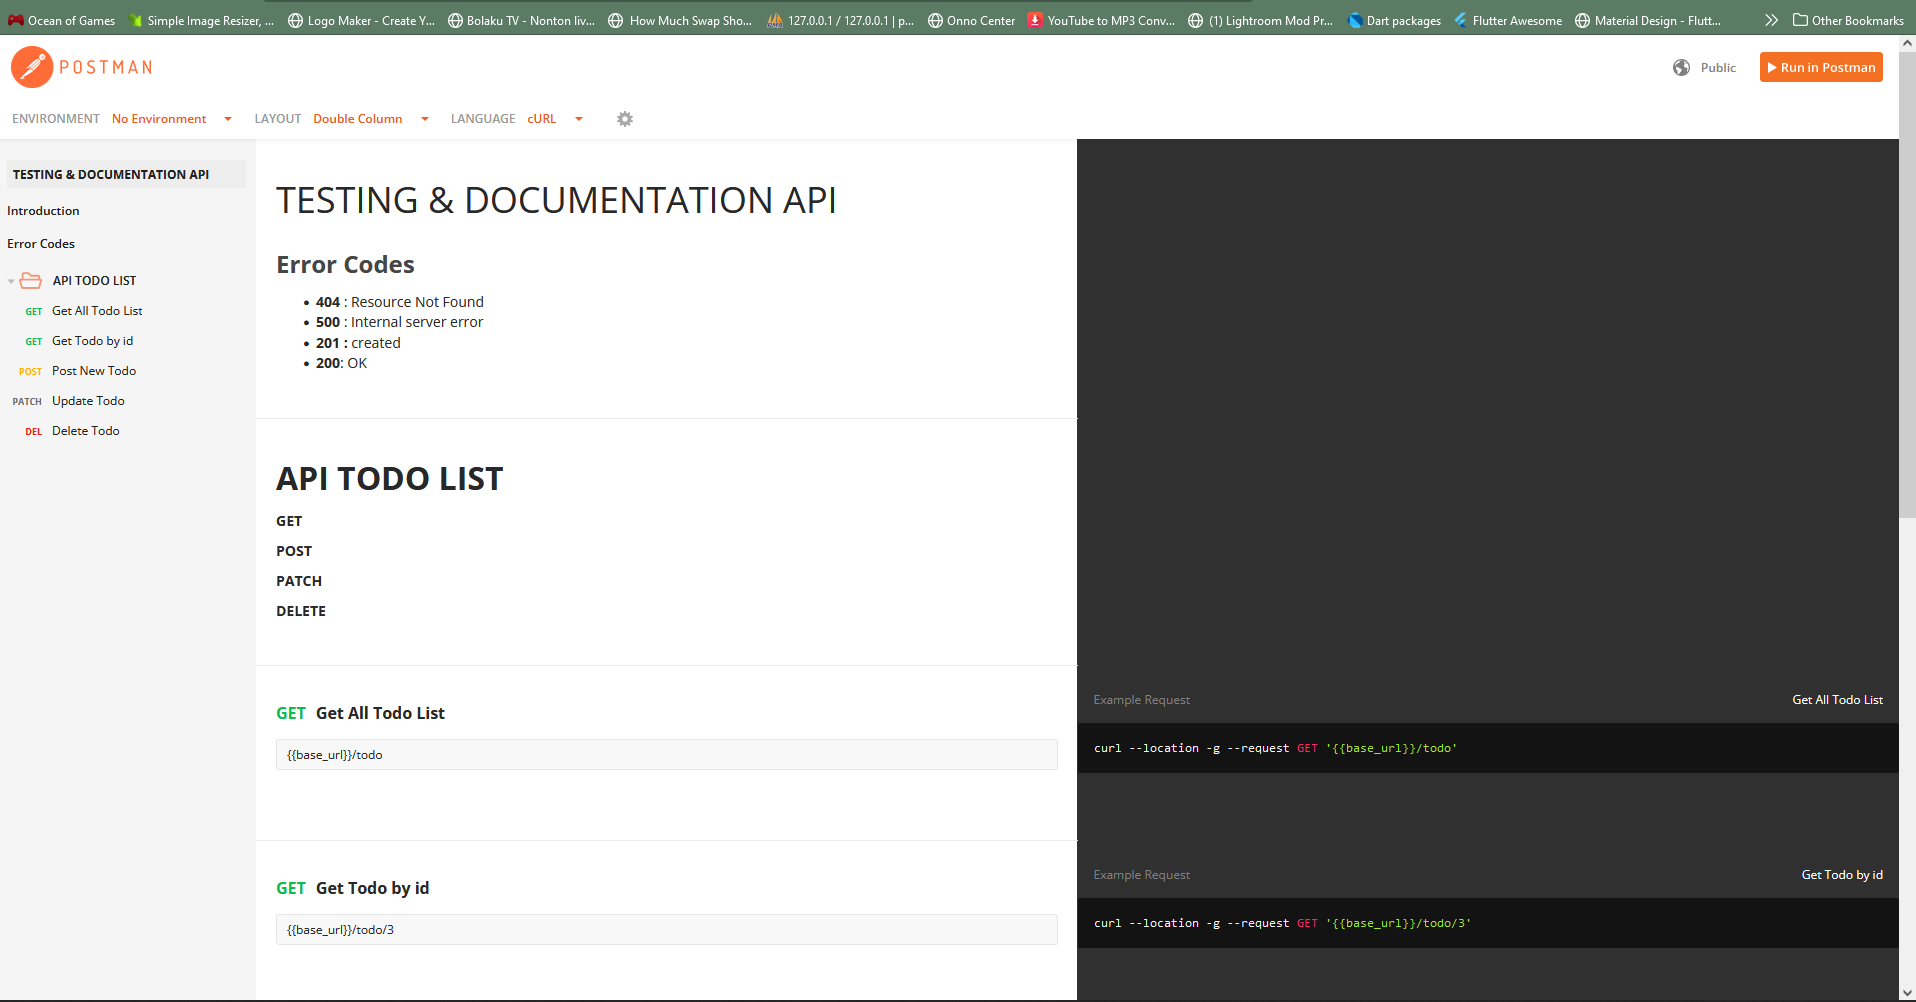 Ocean of Games Simple Image Resizer, ... Logo Maker - Create Y... Bolaku TV - Nonton liv... How Much Swap Sho... 127.0.0.1 / 127.0.0.1 | p... Onno Center YouTube to MP3 Conv... (1) Lightroom Mod Pr... Dart packages Flutter Awesome Material Design - Flutt... Other Bookmarks
POSTMAN Public Run in Postman
ENVIRONMENT No Environment LAYOUT Double Column LANGUAGE cURL
TESTING & DOCUMENTATION API
Introduction
Error Codes
API TODO LIST
GET Get All Todo List
GET Get Todo by id
POST Post New Todo
PATCH Update Todo
DEL Delete Todo
TESTING & DOCUMENTATION API
Error Codes
• 404 : Resource Not Found
• 500 : Internal server error
• 201 : created
• 200: OK
API TODO LIST
GET
POST
PATCH
DELETE
GET Get All Todo List
{{base_url}}/todo
Example Request Get All Todo List
curl --location -g --request GET '{{base_url}}/todo'
GET Get Todo by id
{{base_url}}/todo/3
Example Request Get Todo by id
curl --location -g --request GET '{{base_url}}/todo/3'